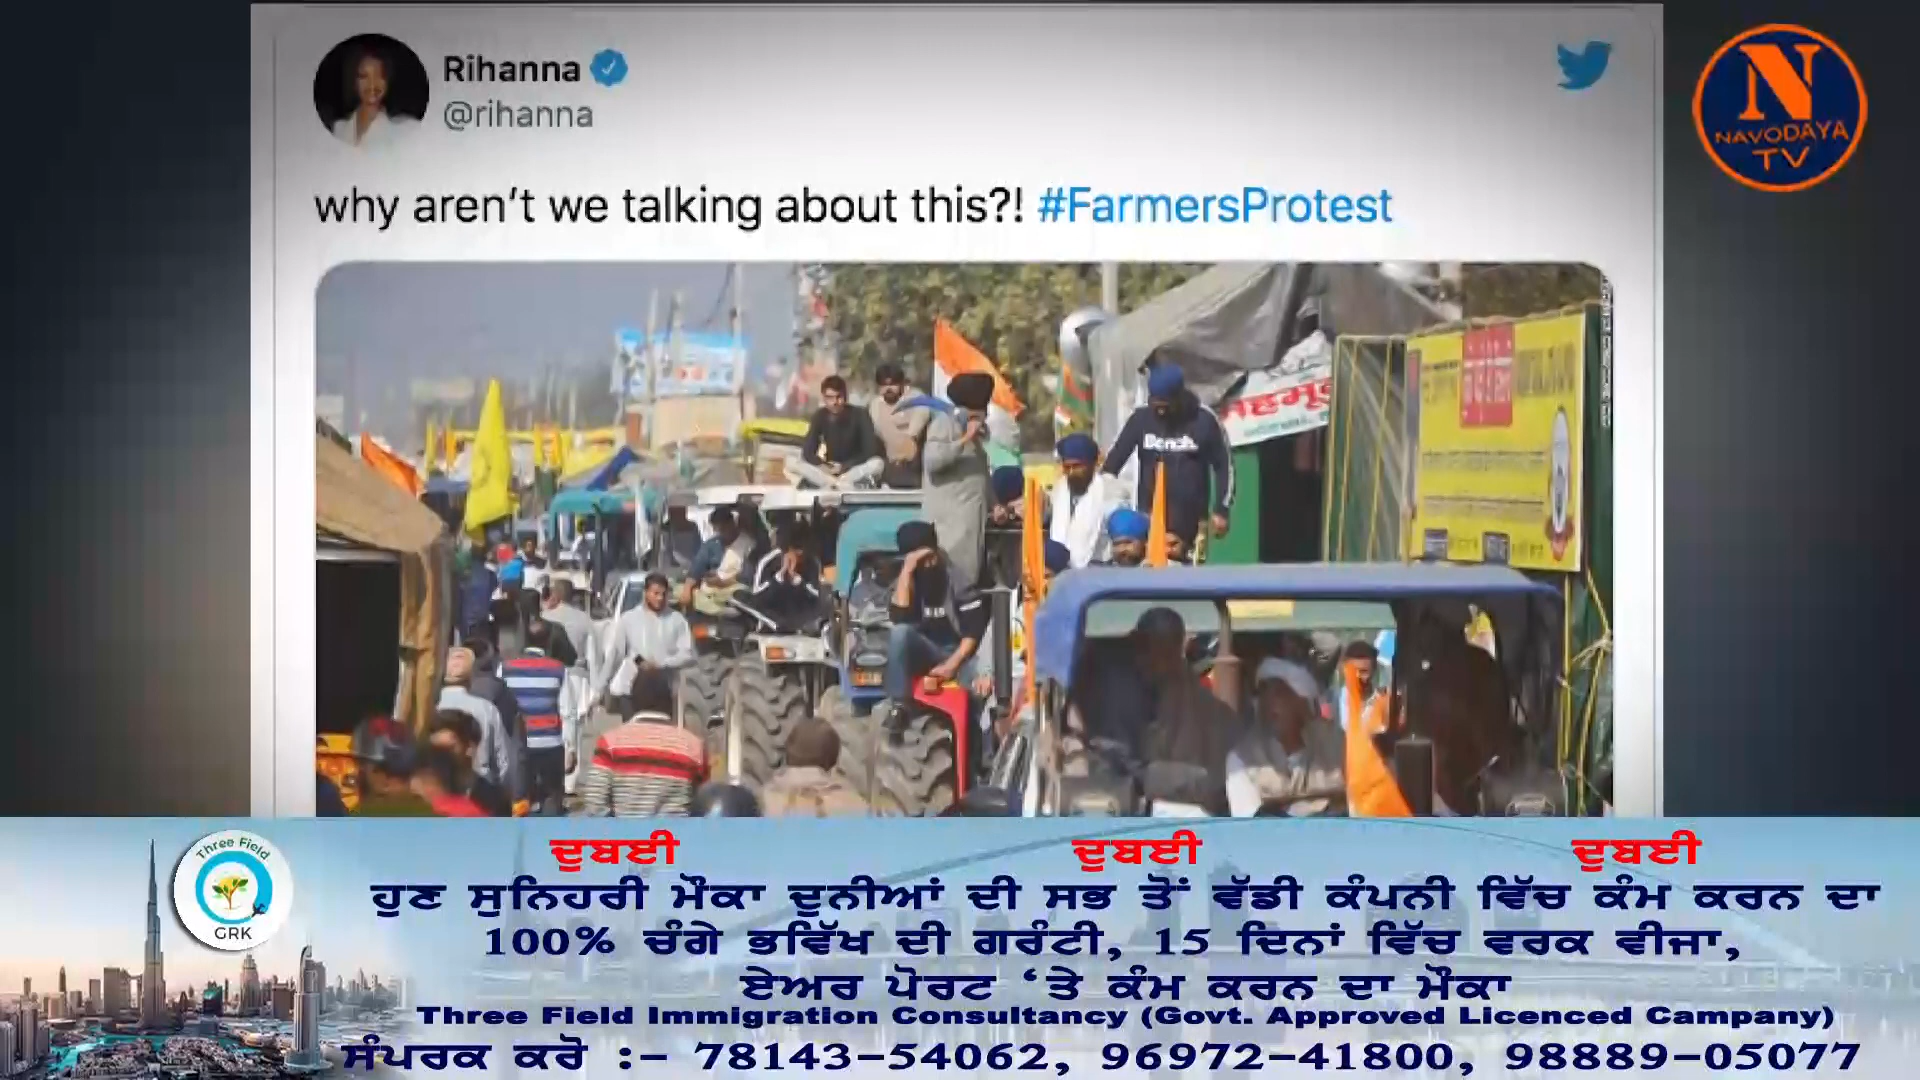 Rihanna
@rihanna
why aren't we talking about this?! #FarmersProtest
N
NAVODAYA
TV
Bench.
Three Field
GRK
ਦੁਬਈ ਦੁਬਈ ਦੁਬਈ
ਹੁਣ ਸੁਨਿਹਰੀ ਮੌਕਾ ਦੁਨੀਆਂ ਦੀ ਸਭ ਤੋਂ ਵੱਡੀ ਕੰਪਨੀ ਵਿੱਚ ਕੰਮ ਕਰਨ ਦਾ
100% ਚੰਗੇ ਭਵਿੱਖ ਦੀ ਗਰੰਟੀ, 15 ਦਿਨਾਂ ਵਿੱਚ ਵਰਕ ਵੀਜਾ,
ਏਅਰ ਪੋਰਟ ‘ਤੇ ਕੰਮ ਕਰਨ ਦਾ ਮੌਕਾ
Three Field Immigration Consultancy (Govt. Approved Licenced Campany)
ਸੰਪਰਕ ਕਰੋ :- 78143-54062, 96972-41800, 98889-05077